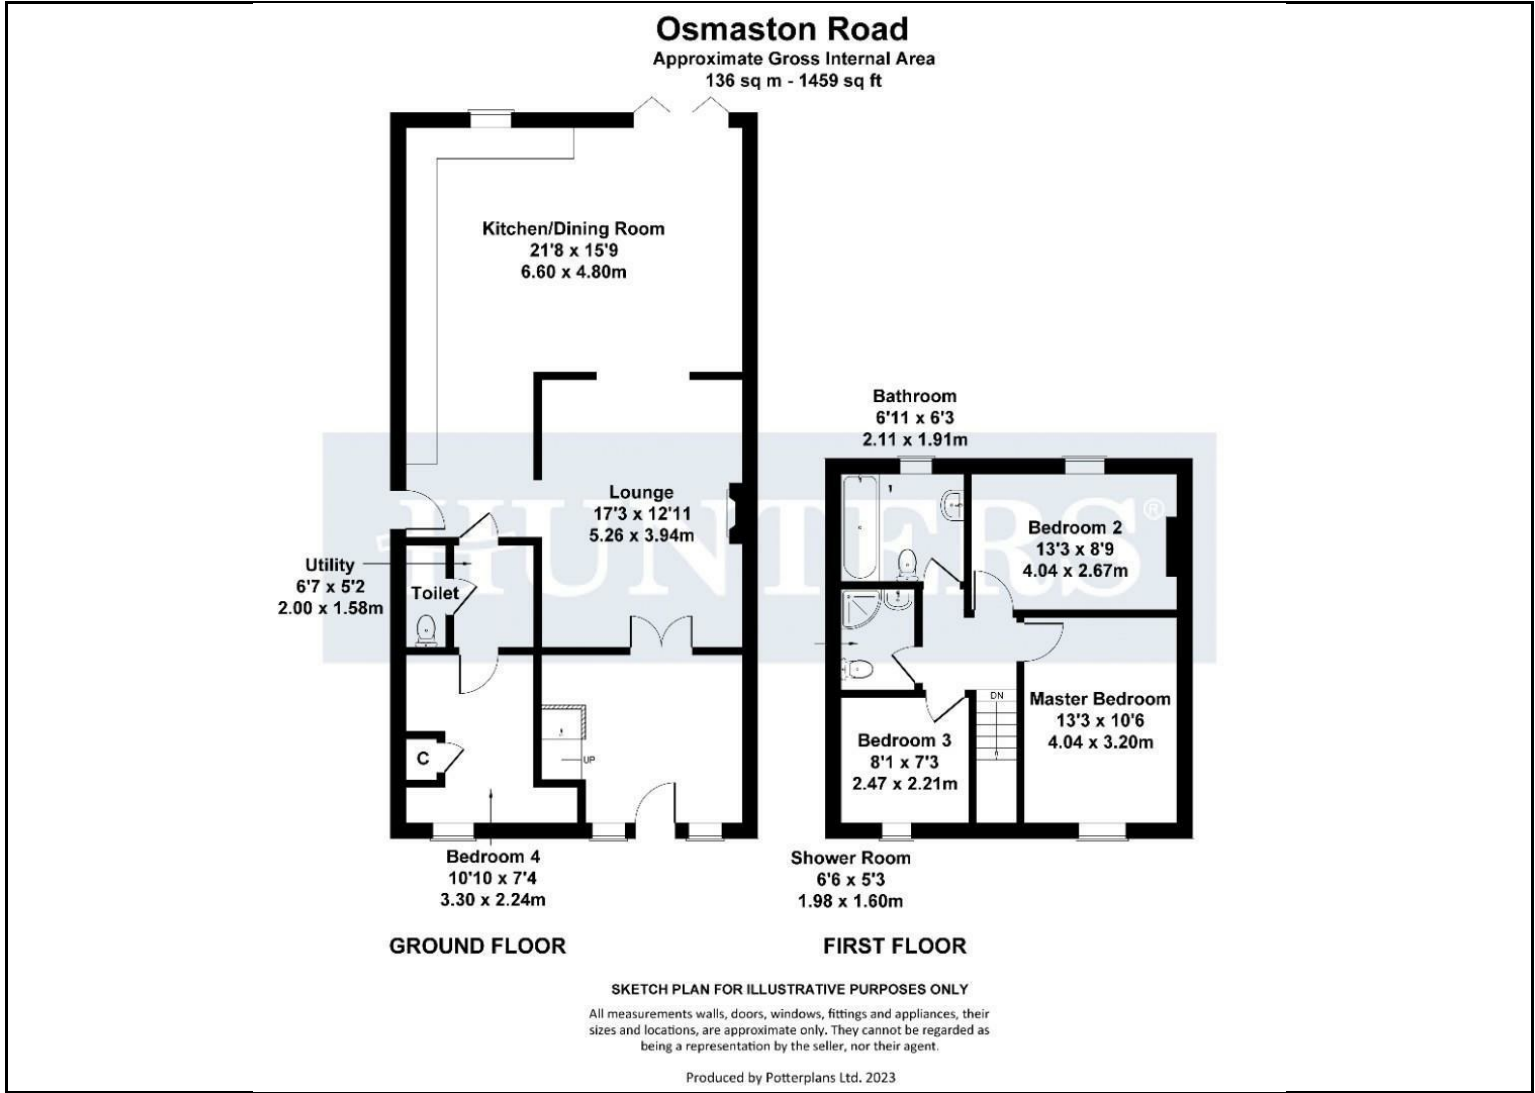 Osmaston Road
Approximate Gross Internal Area
136 sq m - 1459 sq ft
Kitchen/Dining Room
21'8 x 15'9
6.60 x 4.80m
Lounge
17'3 x 12'11
5.26 x 3.94m
Utility
6'7 x 5'2
2.00 x 1.58m
Toilet
C
UP
Bedroom 4
10'10 x 7'4
3.30 x 2.24m
GROUND FLOOR
Bathroom
6'11 x 6'3
2.11 x 1.91m
Bedroom 2
13'3 x 8'9
4.04 x 2.67m
Master Bedroom
13'3 x 10'6
4.04 x 3.20m
DN
Bedroom 3
8'1 x 7'3
2.47 x 2.21m
Shower Room
6'6 x 5'3
1.98 x 1.60m
FIRST FLOOR
HUNTERS®
SKETCH PLAN FOR ILLUSTRATIVE PURPOSES ONLY
All measurements walls, doors, windows, fittings and appliances, their
sizes and locations, are approximate only. They cannot be regarded as
being a representation by the seller, nor their agent.
Produced by Potterplans Ltd. 2023